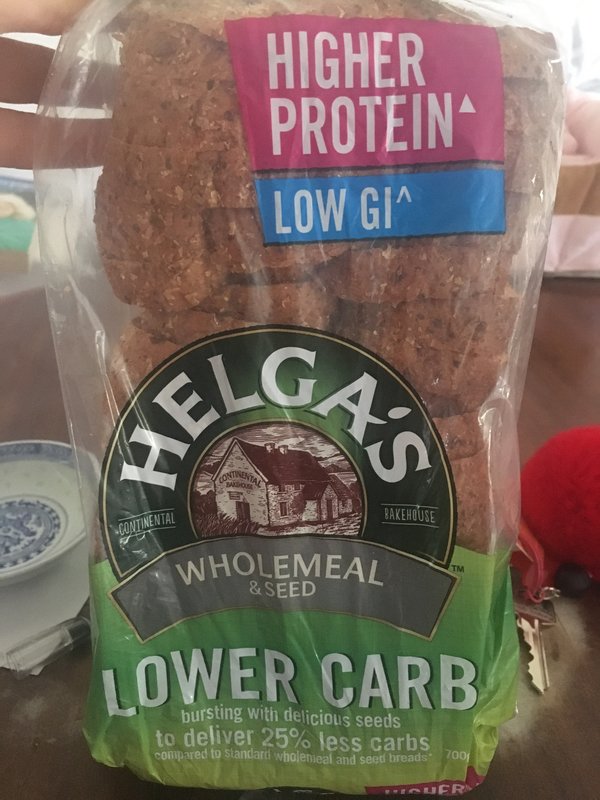 HIGHER
PROTEIN▲
LOW GI^
HELGA'S
CONTINENTAL
BAKEHOUSE
CONTINENTAL
BAKEHOUSE
WHOLEMEAL
& SEED
TM
LOWER CARB
bursting with delicious seeds
to deliver 25% less carbs
compared to standard wholemeal and seed breads*
700g
HIGHER